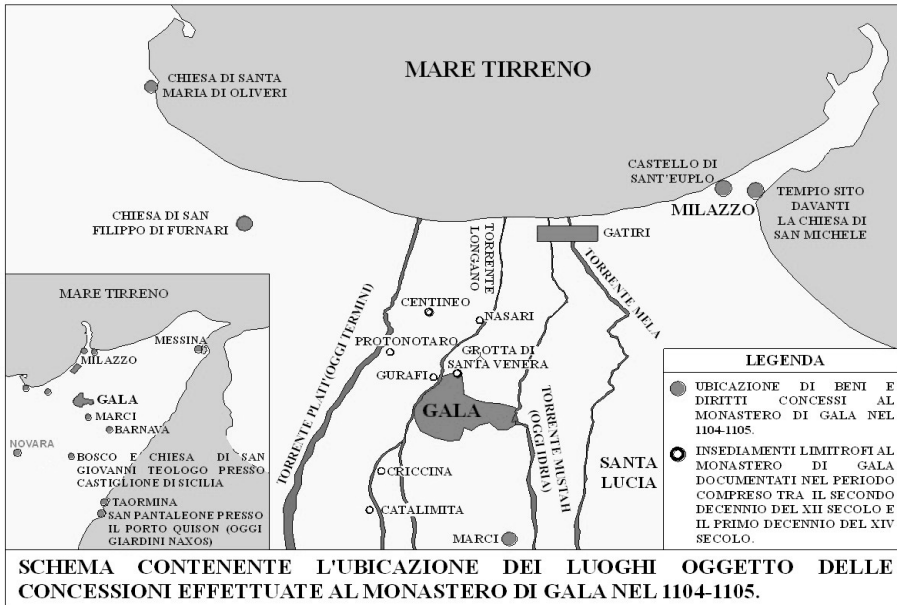 MARE TIRRENO
CHIESA DI SANTA
MARIA DI OLIVERI
CASTELLO DI
SANT'EUPLO
MILAZZO
TEMPIO SITO
DAVANTI
LA CHIESA DI
SAN MICHELE
CHIESA DI SAN
FILIPPO DI FURNARI
GATIRI
TORRENTE
LONGANO
TORRENTE MELA
TORRENTE PLATI' (OGGI TERMINI)
CENTINEO
NASARI
PROTONOTARO
GROTTA DI
SANTA VENERA
GURAFI
GALA
TORRENTE MUSTAH
(OGGI IDRIA)
SANTA
LUCIA
CRICCINA
CATALIMITA
MARCI
MARE TIRRENO
MESSINA
MILAZZO
GALA
MARCI
BARNAVA
NOVARA
BOSCO E CHIESA DI SAN
GIOVANNI TEOLOGO PRESSO
CASTIGLIONE DI SICILIA
TAORMINA
SAN PANTALEONE PRESSO
IL PORTO QUISON (OGGI
GIARDINI NAXOS)
LEGENDA
UBICAZIONE DI BENI E
DIRITTI CONCESSI AL
MONASTERO DI GALA NEL
1104-1105.
INSEDIAMENTI LIMITROFI AL
MONASTERO DI GALA
DOCUMENTATI NEL PERIODO
COMPRESO TRA IL SECONDO
DECENNIO DEL XII SECOLO E
IL PRIMO DECENNIO DEL XIV
SECOLO.
SCHEMA CONTENENTE L'UBICAZIONE DEI LUOGHI OGGETTO DELLE
CONCESSIONI EFFETTUATE AL MONASTERO DI GALA NEL 1104-1105.